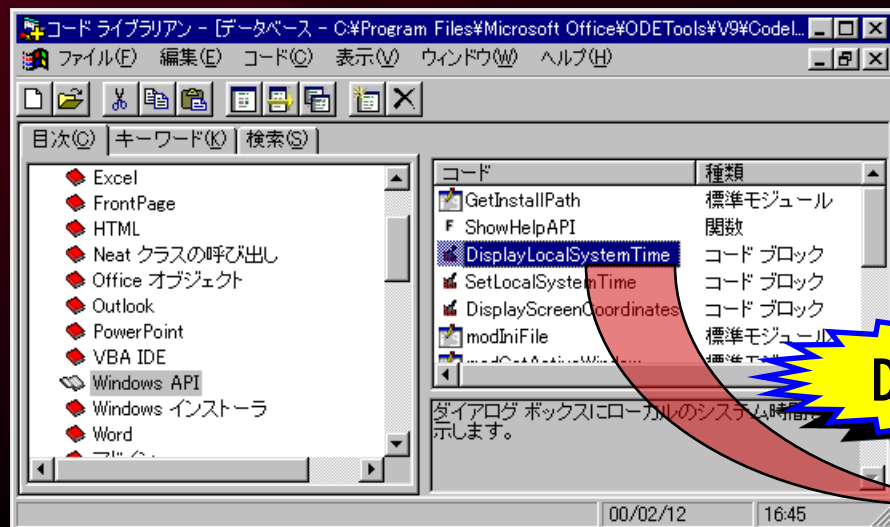 コード ライブラリアン - [データベース - C:¥Program Files¥Microsoft Office¥ODETools¥V9¥Codel...
ファイル(F) 編集(E) コード(C) 表示(V) ウィンドウ(W) ヘルプ(H)
目次(C) キーワード(K) 検索(S)
Excel
FrontPage
HTML
Neat クラスの呼び出し
Office オブジェクト
Outlook
PowerPoint
VBA IDE
Windows API
Windows インストーラ
Word
コード 種類
GetInstallPath 標準モジュール
F ShowHelpAPI 関数
DisplayLocalSystemTime コード ブロック
SetLocalSystemTime コード ブロック
DisplayScreenCoordinates コード ブロック
modIniFile 標準モジュール
ダイアログ ボックスにローカルのシステム時間
示します。
D
00/02/12 16:45